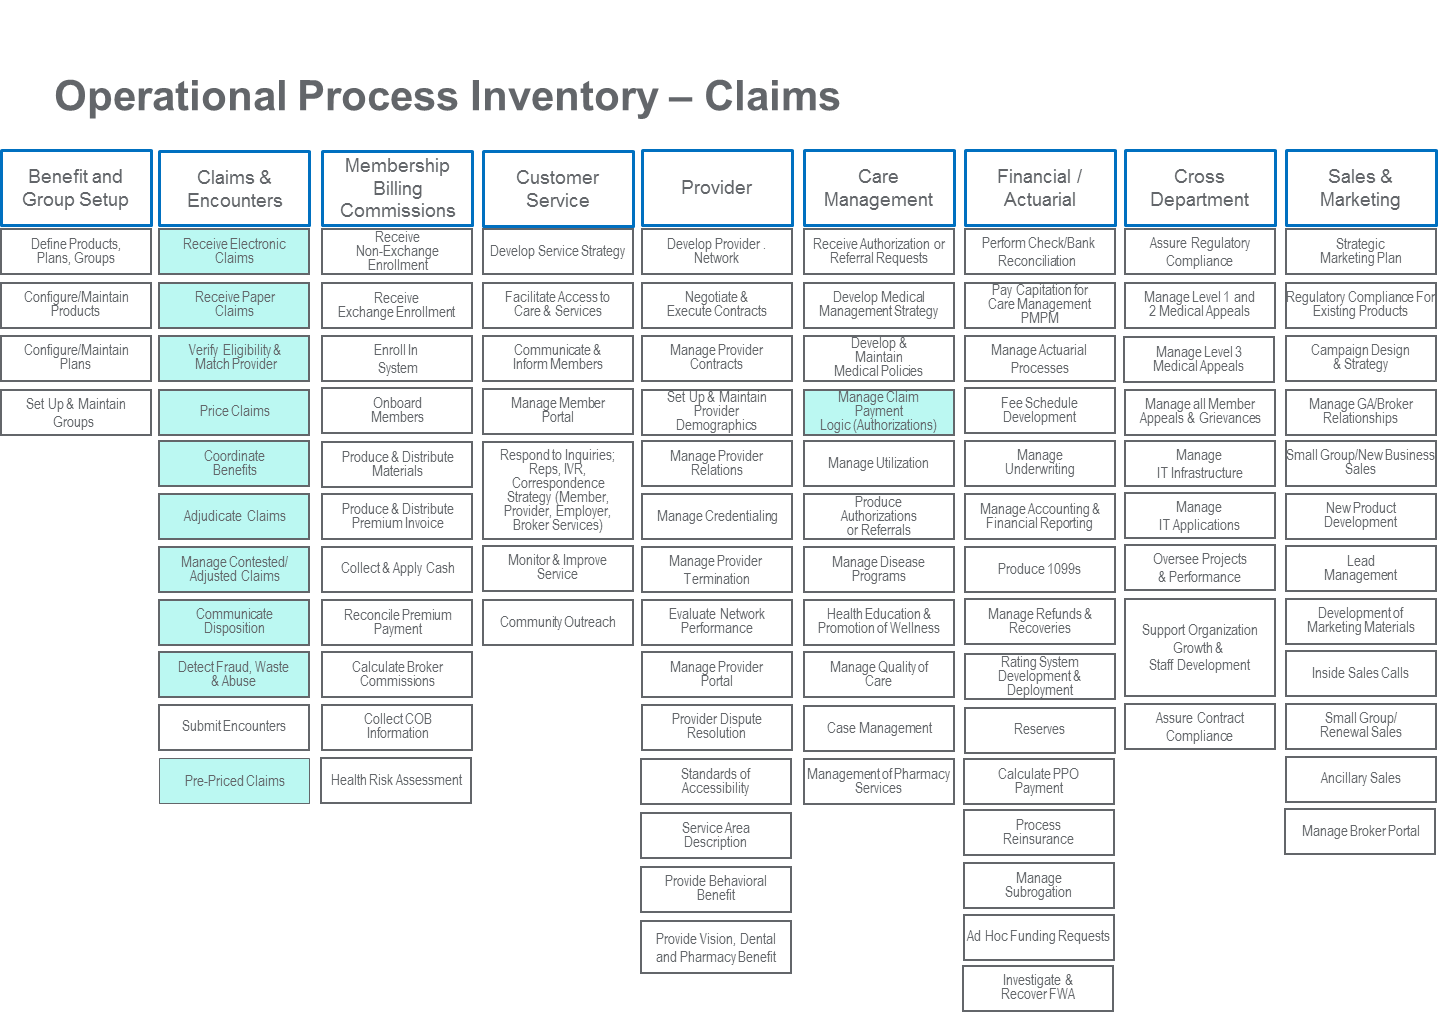 Operational Process Inventory – Claims
Benefit and
Group Setup
Define Products,
Plans, Groups
Configure/Maintain
Products
Configure/Maintain
Plans
Set Up & Maintain
Groups
Claims &
Encounters
Receive Electronic
Claims
Receive Paper
Claims
Verify Eligibility &
Match Provider
Price Claims
Coordinate
Benefits
Adjudicate Claims
Manage Contested/
Adjusted Claims
Communicate
Disposition
Detect Fraud, Waste
& Abuse
Submit Encounters
Pre-Priced Claims
Membership
Billing
Commissions
Receive
Non-Exchange
Enrollment
Receive
Exchange Enrollment
Enroll In
System
Onboard
Members
Produce & Distribute
Materials
Produce & Distribute
Premium Invoice
Collect & Apply Cash
Reconcile Premium
Payment
Calculate Broker
Commissions
Collect COB
Information
Health Risk Assessment
Customer
Service
Develop Service Strategy
Facilitate Access to
Care & Services
Communicate &
Inform Members
Manage Member
Portal
Respond to Inquiries;
Reps, IVR,
Correspondence
Strategy (Member,
Provider, Employer,
Broker Services)
Monitor & Improve
Service
Community Outreach
Provider
Develop Provider .
Network
Negotiate &
Execute Contracts
Manage Provider
Contracts
Set Up & Maintain
Provider
Demographics
Manage Provider
Relations
Manage Credentialing
Manage Provider
Termination
Evaluate Network
Performance
Manage Provider
Portal
Provider Dispute
Resolution
Standards of
Accessibility
Service Area
Description
Provide Behavioral
Benefit
Provide Vision, Dental
and Pharmacy Benefit
Care
Management
Receive Authorization or
Referral Requests
Develop Medical
Management Strategy
Develop &
Maintain
Medical Policies
Manage Claim
Payment
Logic (Authorizations)
Manage Utilization
Produce
Authorizations
or Referrals
Manage Disease
Programs
Health Education &
Promotion of Wellness
Manage Quality of
Care
Case Management
Management of Pharmacy
Services
Financial /
Actuarial
Perform Check/Bank
Reconciliation
Pay Capitation for
Care Management
PMPM
Manage Actuarial
Processes
Fee Schedule
Development
Manage
Underwriting
Manage Accounting &
Financial Reporting
Produce 1099s
Manage Refunds &
Recoveries
Rating System
Development &
Deployment
Reserves
Calculate PPO
Payment
Process
Reinsurance
Manage
Subrogation
Ad Hoc Funding Requests
Investigate &
Recover FWA
Cross
Department
Assure Regulatory
Compliance
Manage Level 1 and
2 Medical Appeals
Manage Level 3
Medical Appeals
Manage all Member
Appeals & Grievances
Manage
IT Infrastructure
Manage
IT Applications
Oversee Projects
& Performance
Support Organization
Growth &
Staff Development
Assure Contract
Compliance
Sales &
Marketing
Strategic
Marketing Plan
Regulatory Compliance For
Existing Products
Campaign Design
& Strategy
Manage GA/Broker
Relationships
Small Group/New Business
Sales
New Product
Development
Lead
Management
Development of
Marketing Materials
Inside Sales Calls
Small Group/
Renewal Sales
Ancillary Sales
Manage Broker Portal